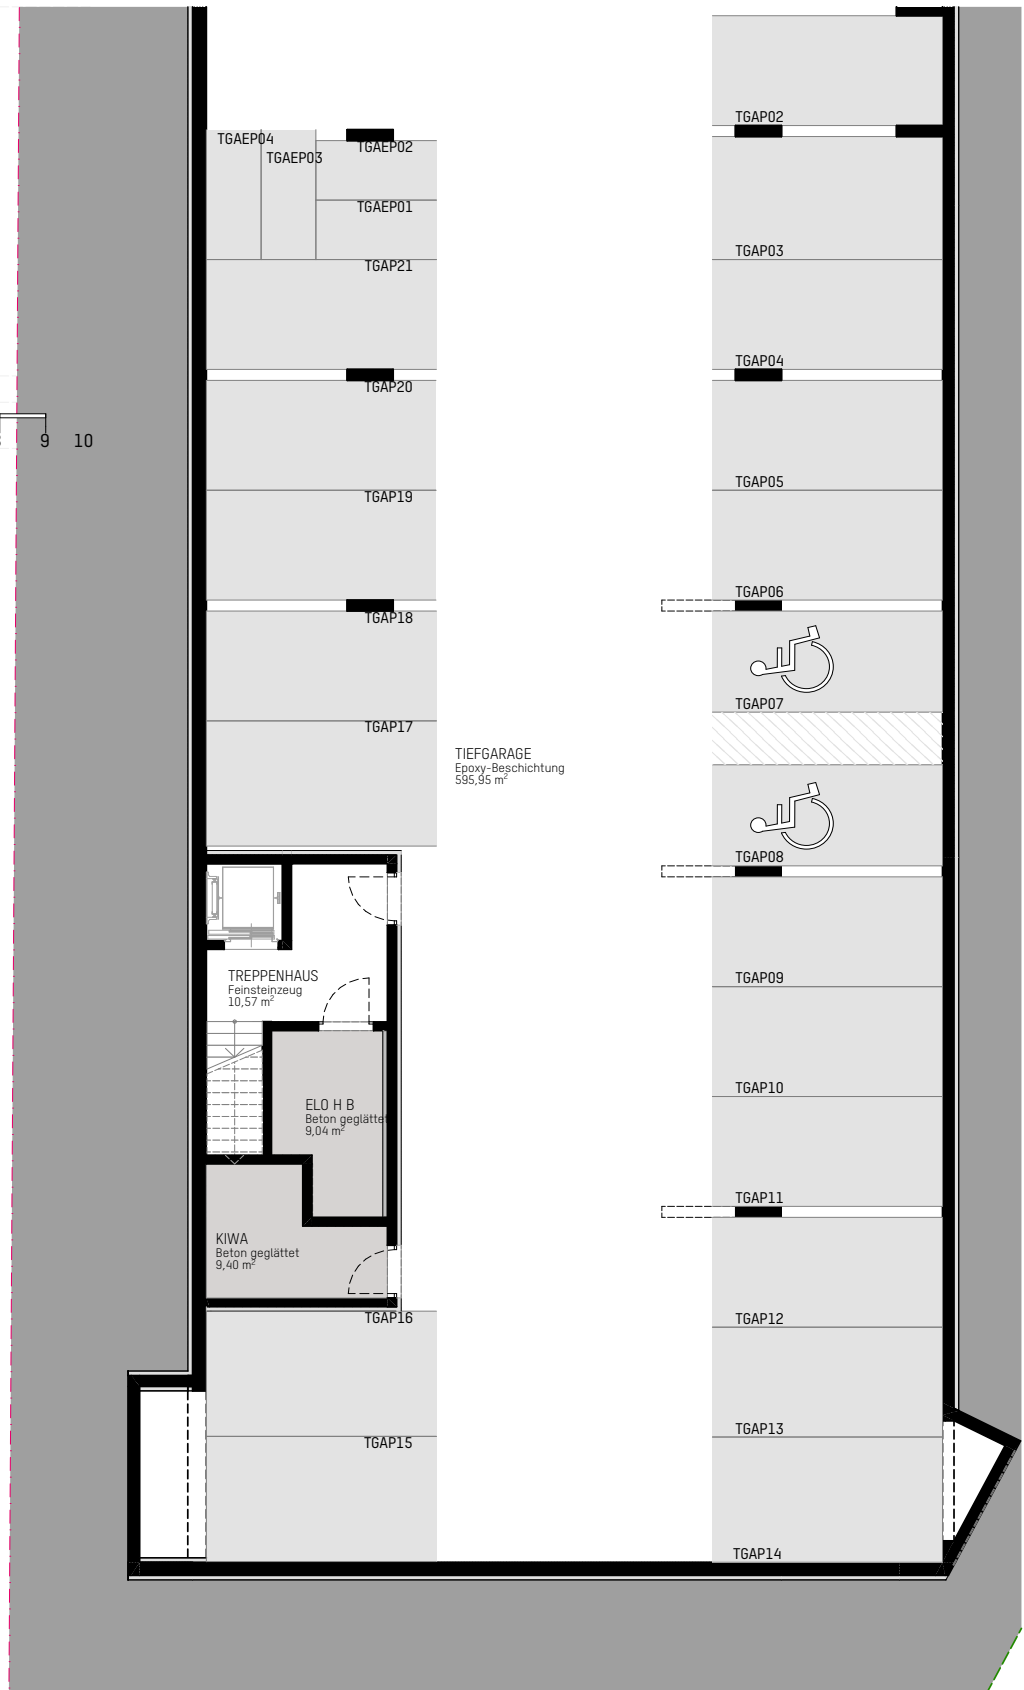 TGAP02
TGAEP04
TGAEP03
TGAEP02
TGAEP01
TGAP03
TGAP21
TGAP04
TGAP20
9 10
TGAP05
TGAP19
TGAP06
TGAP18
TGAP07
TGAP17
TIEFGARAGE
Epoxy-Beschichtung
595,95 m²
TGAP08
TREPPENHAUS
Feinsteinzeug
10,57 m²
TGAP09
TGAP10
ELO H B
Beton geglättet
9,04 m²
TGAP11
KIWA
Beton geglättet
9,40 m²
TGAP16
TGAP12
TGAP13
TGAP15
TGAP14